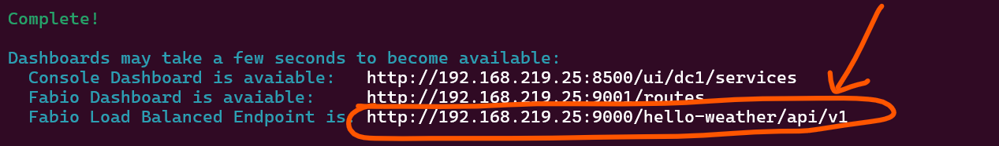 Complete!
Dashboards may take a few seconds to become available:
Console Dashboard is avaiable: http://192.168.219.25:8500/ui/dc1/services
Fabio Dashboard is avaiable: http://192.168.219.25:9001/routes
Fabio Load Balanced Endpoint is: http://192.168.219.25:9000/hello-weather/api/v1